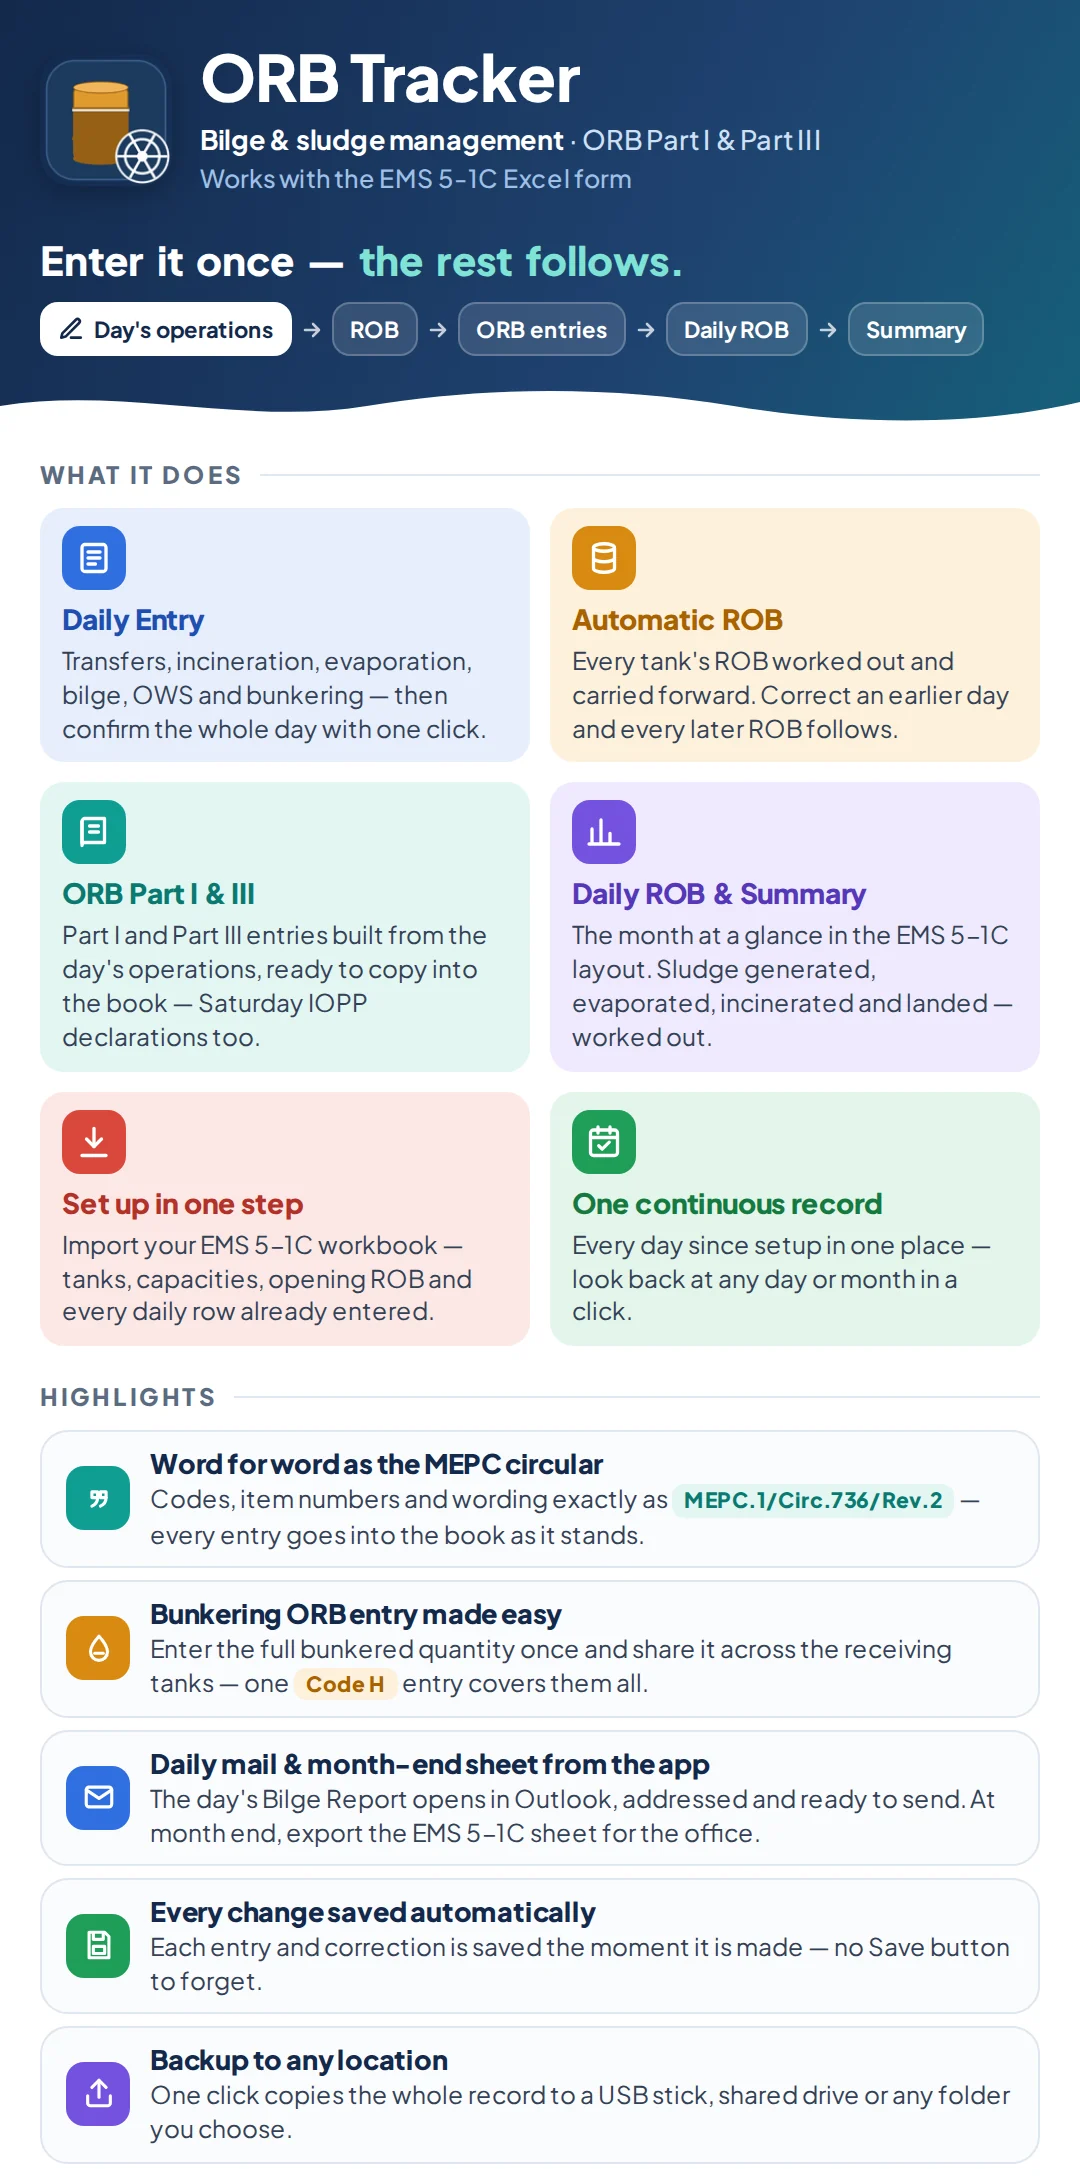 ORB Tracker
Bilge & sludge management · ORB Part I & Part III
Works with the EMS 5-1C Excel form
Enter it once — the rest follows.
Day's operations → ROB → ORB entries → Daily ROB → Summary
WHAT IT DOES
Daily Entry
Transfers, incineration, evaporation,
bilge, OWS and bunkering — then
confirm the whole day with one click.
Automatic ROB
Every tank's ROB worked out and
carried forward. Correct an earlier day
and every later ROB follows.
ORB Part I & III
Part I and Part III entries built from the
day's operations, ready to copy into
the book — Saturday IOPP
declarations too.
Daily ROB & Summary
The month at a glance in the EMS 5-1C
layout. Sludge generated,
evaporated, incinerated and landed —
worked out.
Set up in one step
Import your EMS 5-1C workbook —
tanks, capacities, opening ROB and
every daily row already entered.
One continuous record
Every day since setup in one place —
look back at any day or month in a
click.
HIGHLIGHTS
Word for word as the MEPC circular
Codes, item numbers and wording exactly as MEPC.1/Circ.736/Rev.2 —
every entry goes into the book as it stands.
Bunkering ORB entry made easy
Enter the full bunkered quantity once and share it across the receiving
tanks — one Code H entry covers them all.
Daily mail & month-end sheet from the app
The day's Bilge Report opens in Outlook, addressed and ready to send. At
month end, export the EMS 5-1C sheet for the office.
Every change saved automatically
Each entry and correction is saved the moment it is made — no Save button
to forget.
Backup to any location
One click copies the whole record to a USB stick, shared drive or any folder
you choose.